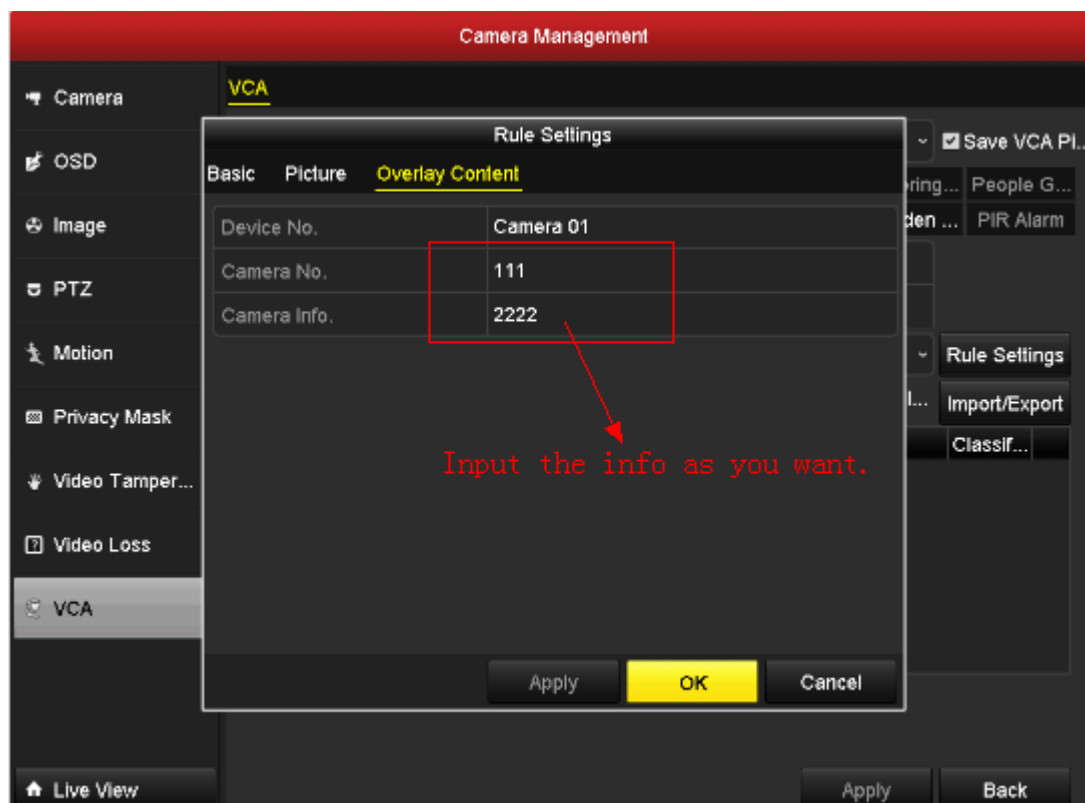 Camera Management
Camera
OSD
Image
PTZ
Motion
Privacy Mask
Video Tamper...
Video Loss
VCA
Live View
VCA
Save VCA Pi...
ring... People G...
den ... PIR Alarm
Rule Settings
l... Import/Export
Classif...
Rule Settings
Basic Picture Overlay Content
Device No. Camera 01
Camera No. 111
Camera Info. 2222
Input the info as you want.
Apply OK Cancel
Apply Back